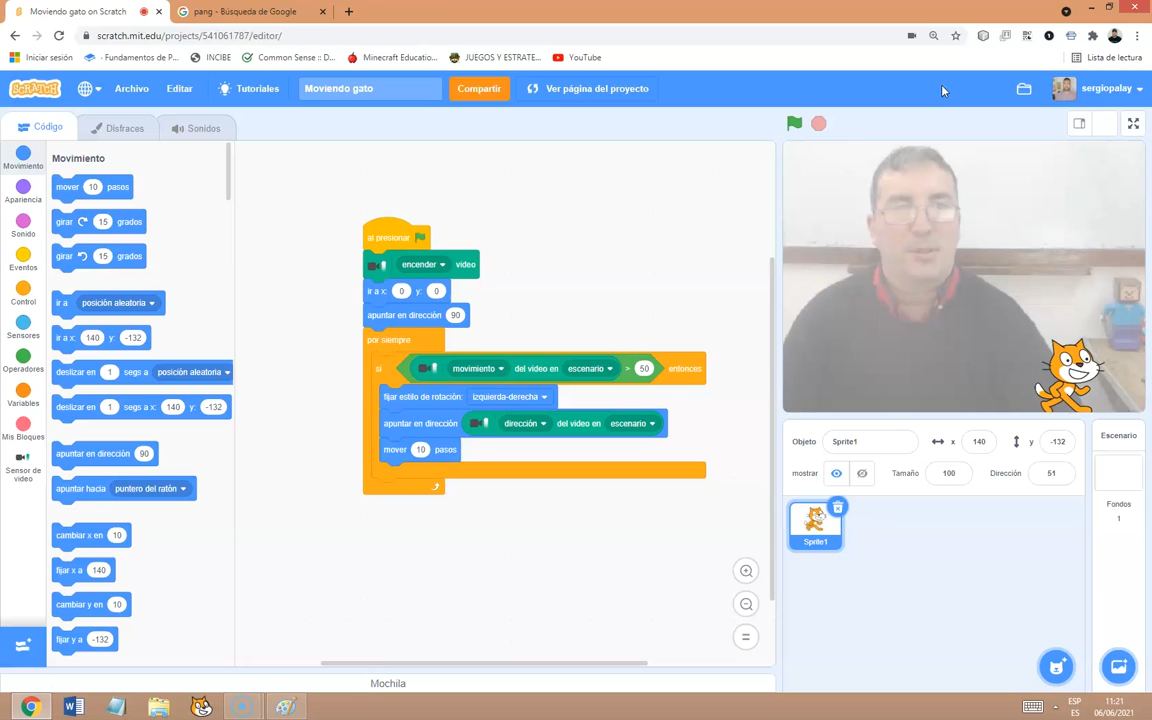 Moviendo gato on Scratch
pang - Búsqueda de Google
scratch.mit.edu/projects/541061787/editor/
Iniciar sesión
- Fundamentos de P...
INCIBE
Common Sense :: D...
Minecraft Education...
JUEGOS Y ESTRATE...
YouTube
Lista de lectura
SCRATCH
Archivo
Editar
Tutoriales
Moviendo gato
Compartir
Ver página del proyecto
sergiopalay
Código
Disfraces
Sonidos
Movimiento
Apariencia
Sonido
Eventos
Control
Sensores
Operadores
Variables
Mis Bloques
Sensor de
video
Movimiento
mover 10 pasos
girar 15 grados
girar 15 grados
ir a posición aleatoria
ir a x: 140 y: -132
deslizar en 1 segs a posición aleatoria
deslizar en 1 segs a x: 140 y: -132
apuntar en dirección 90
apuntar hacia puntero del ratón
cambiar x en 10
fijar x a 140
cambiar y en 10
fijar y a -132
al presionar
encender video
ir a x: 0 y: 0
apuntar en dirección 90
por siempre
si movimiento del video en escenario > 50 entonces
fijar estilo de rotación: izquierda-derecha
apuntar en dirección dirección del video en escenario
mover 10 pasos
Objeto Sprite1 x 140 y -132
mostrar Tamaño 100 Dirección 51
Sprite1
Escenario
Fondos
1
Mochila
ESP
ES
11:21
06/06/2021